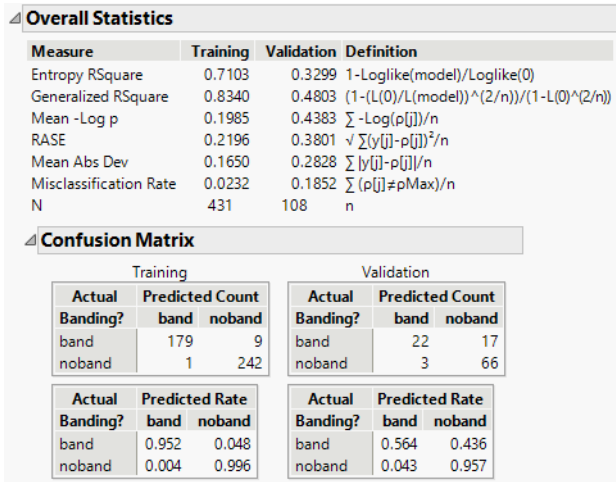 Overall Statistics
Measure Training Validation Definition
Entropy RSquare 0.7103 0.3299 1-Loglike(model)/Loglike(0)
Generalized RSquare 0.8340 0.4803 (1-(L(0)/L(model))^(2/n))/(1-L(0)^(2/n))
Mean -Log p 0.1985 0.4383 ∑ -Log(ρ[j])/n
RASE 0.2196 0.3801 √ ∑(y[j]-ρ[j])²/n
Mean Abs Dev 0.1650 0.2828 ∑ |y[j]-ρ[j]|/n
Misclassification Rate 0.0232 0.1852 ∑ (ρ[j]≠ρMax)/n
N 431 108 n
Confusion Matrix
Training Validation
Actual Predicted Count Actual Predicted Count
Banding? band noband Banding? band noband
band 179 9 band 22 17
noband 1 242 noband 3 66
Actual Predicted Rate Actual Predicted Rate
Banding? band noband Banding? band noband
band 0.952 0.048 band 0.564 0.436
noband 0.004 0.996 noband 0.043 0.957